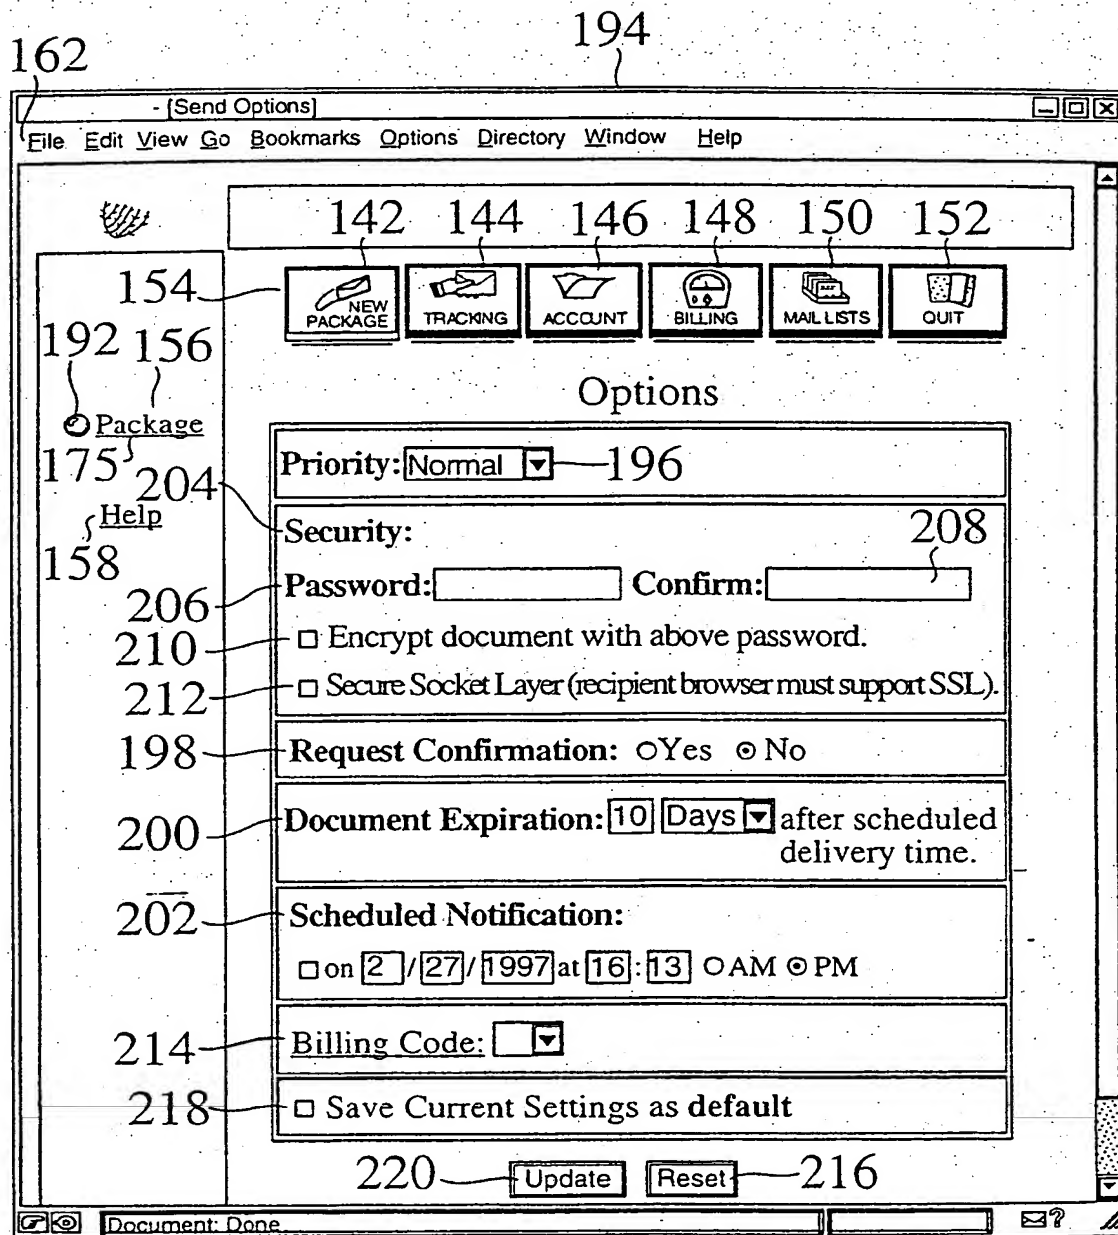 194
162
- [Send Options]
File Edit View Go Bookmarks Options Directory Window Help
142 144 146 148 150 152
154
NEW PACKAGE TRACKING ACCOUNT BILLING MAIL LISTS QUIT
192 156
Options
Package
175
Priority: Normal 196
204
Help
Security:
208
158
Password: Confirm:
206
210 Encrypt document with above password.
212 Secure Socket Layer (recipient browser must support SSL).
198 Request Confirmation: Yes No
200 Document Expiration: 10 Days after scheduled
delivery time.
202 Scheduled Notification:
on 2 / 27 / 1997 at 16 : 13 AM PM
214 Billing Code:
218 Save Current Settings as default
220 Update Reset 216
Document: Done
?